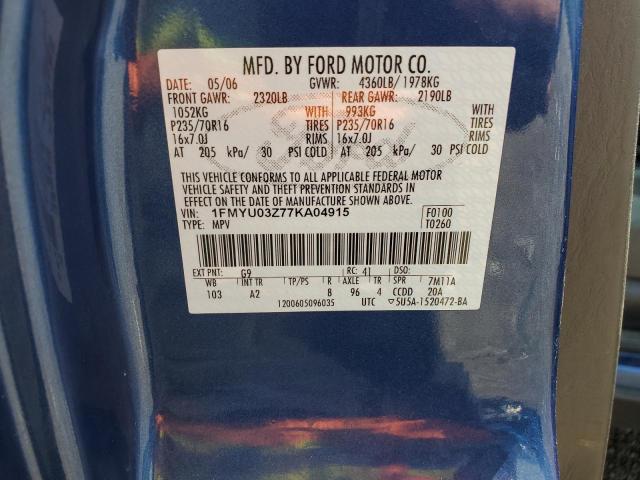 MFD. BY FORD MOTOR CO.
DATE: 05/06 GVWR: 4360LB/1978KG
FRONT GAWR: 2320LB REAR GAWR: 2190LB
1052KG WITH 993KG WITH
P235/70R16 TIRES P235/70R16 TIRES
16x7.0J RIMS 16x7.0J RIMS
AT 205 kPa/ 30 PSI COLD AT 205 kPa/ 30 PSI COLD
THIS VEHICLE CONFORMS TO ALL APPLICABLE FEDERAL MOTOR
VEHICLE SAFETY AND THEFT PREVENTION STANDARDS IN
EFFECT ON THE DATE OF MANUFACTURE SHOWN ABOVE.
VIN: 1FMYU03Z77KA04915 F0100
TYPE: MPV T0260
EXT PNT: G9 RC: 41 DSO:
WB INT TR TP/PS R AXLE TR SPR 7M11A
103 A2 8 96 4 CCDD 20A
1200605096035 UTC ▽5U5A-1520472-BA